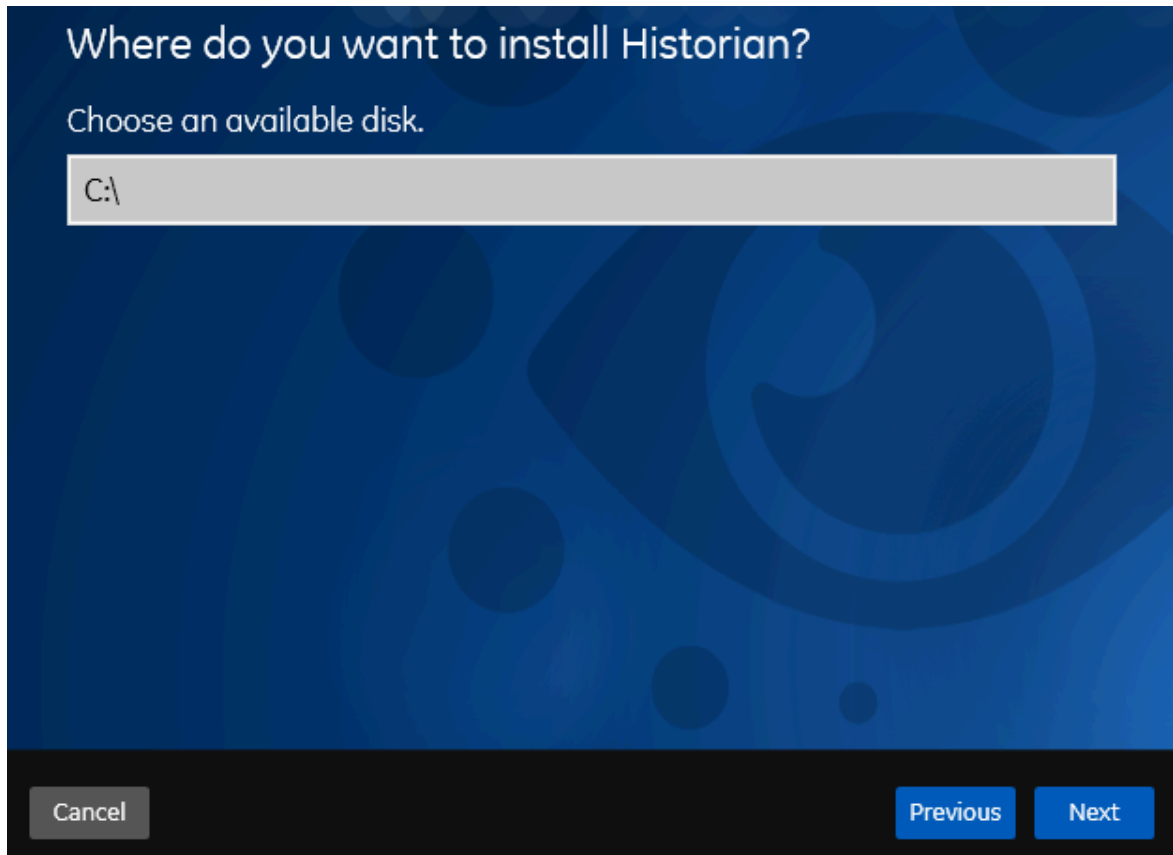 Where do you want to install Historian?
Choose an available disk.
C:\
Cancel
Previous
Next